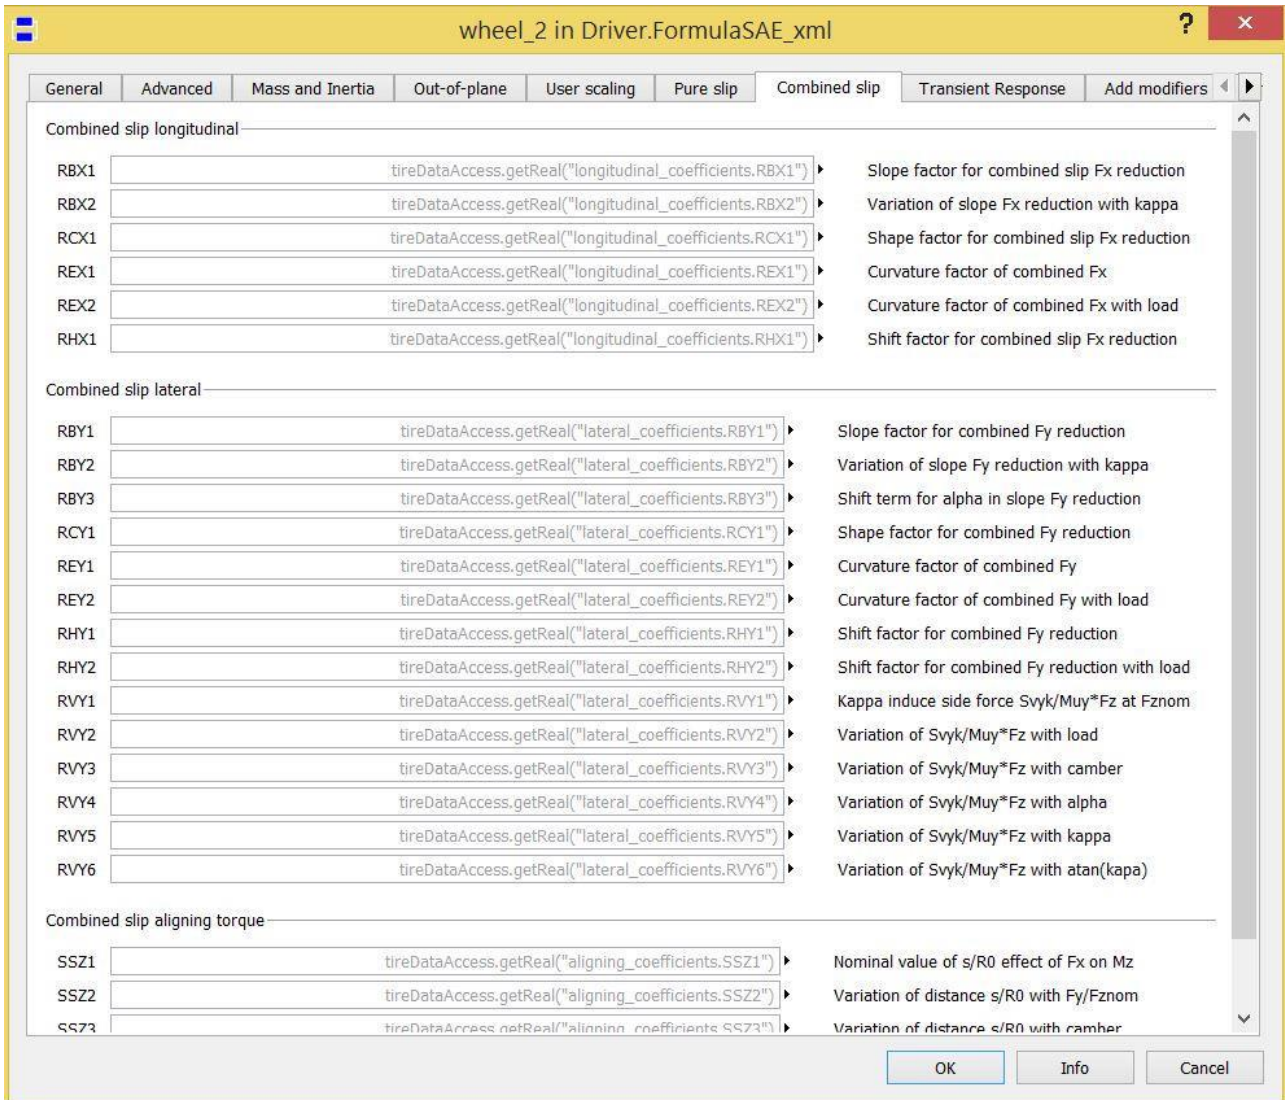 wheel_2 in Driver.FormulaSAE_xml ? ×
General Advanced Mass and Inertia Out-of-plane User scaling Pure slip Combined slip Transient Response Add modifiers
Combined slip longitudinal
RBX1 tireDataAccess.getReal("longitudinal_coefficients.RBX1") Slope factor for combined slip Fx reduction
RBX2 tireDataAccess.getReal("longitudinal_coefficients.RBX2") Variation of slope Fx reduction with kappa
RCX1 tireDataAccess.getReal("longitudinal_coefficients.RCX1") Shape factor for combined slip Fx reduction
REX1 tireDataAccess.getReal("longitudinal_coefficients.REX1") Curvature factor of combined Fx
REX2 tireDataAccess.getReal("longitudinal_coefficients.REX2") Curvature factor of combined Fx with load
RHX1 tireDataAccess.getReal("longitudinal_coefficients.RHX1") Shift factor for combined slip Fx reduction
Combined slip lateral
RBY1 tireDataAccess.getReal("lateral_coefficients.RBY1") Slope factor for combined Fy reduction
RBY2 tireDataAccess.getReal("lateral_coefficients.RBY2") Variation of slope Fy reduction with kappa
RBY3 tireDataAccess.getReal("lateral_coefficients.RBY3") Shift term for alpha in slope Fy reduction
RCY1 tireDataAccess.getReal("lateral_coefficients.RCY1") Shape factor for combined Fy reduction
REY1 tireDataAccess.getReal("lateral_coefficients.REY1") Curvature factor of combined Fy
REY2 tireDataAccess.getReal("lateral_coefficients.REY2") Curvature factor of combined Fy with load
RHY1 tireDataAccess.getReal("lateral_coefficients.RHY1") Shift factor for combined Fy reduction
RHY2 tireDataAccess.getReal("lateral_coefficients.RHY2") Shift factor for combined Fy reduction with load
RVY1 tireDataAccess.getReal("lateral_coefficients.RVY1") Kappa induce side force Svyk/Muy*Fz at Fznom
RVY2 tireDataAccess.getReal("lateral_coefficients.RVY2") Variation of Svyk/Muy*Fz with load
RVY3 tireDataAccess.getReal("lateral_coefficients.RVY3") Variation of Svyk/Muy*Fz with camber
RVY4 tireDataAccess.getReal("lateral_coefficients.RVY4") Variation of Svyk/Muy*Fz with alpha
RVY5 tireDataAccess.getReal("lateral_coefficients.RVY5") Variation of Svyk/Muy*Fz with kappa
RVY6 tireDataAccess.getReal("lateral_coefficients.RVY6") Variation of Svyk/Muy*Fz with atan(kapa)
Combined slip aligning torque
SSZ1 tireDataAccess.getReal("aligning_coefficients.SSZ1") Nominal value of s/R0 effect of Fx on Mz
SSZ2 tireDataAccess.getReal("aligning_coefficients.SSZ2") Variation of distance s/R0 with Fy/Fznom
SSZ3 tireDataAccess.getReal("aligning_coefficients.SSZ3") Variation of distance s/R0 with camber
OK Info Cancel